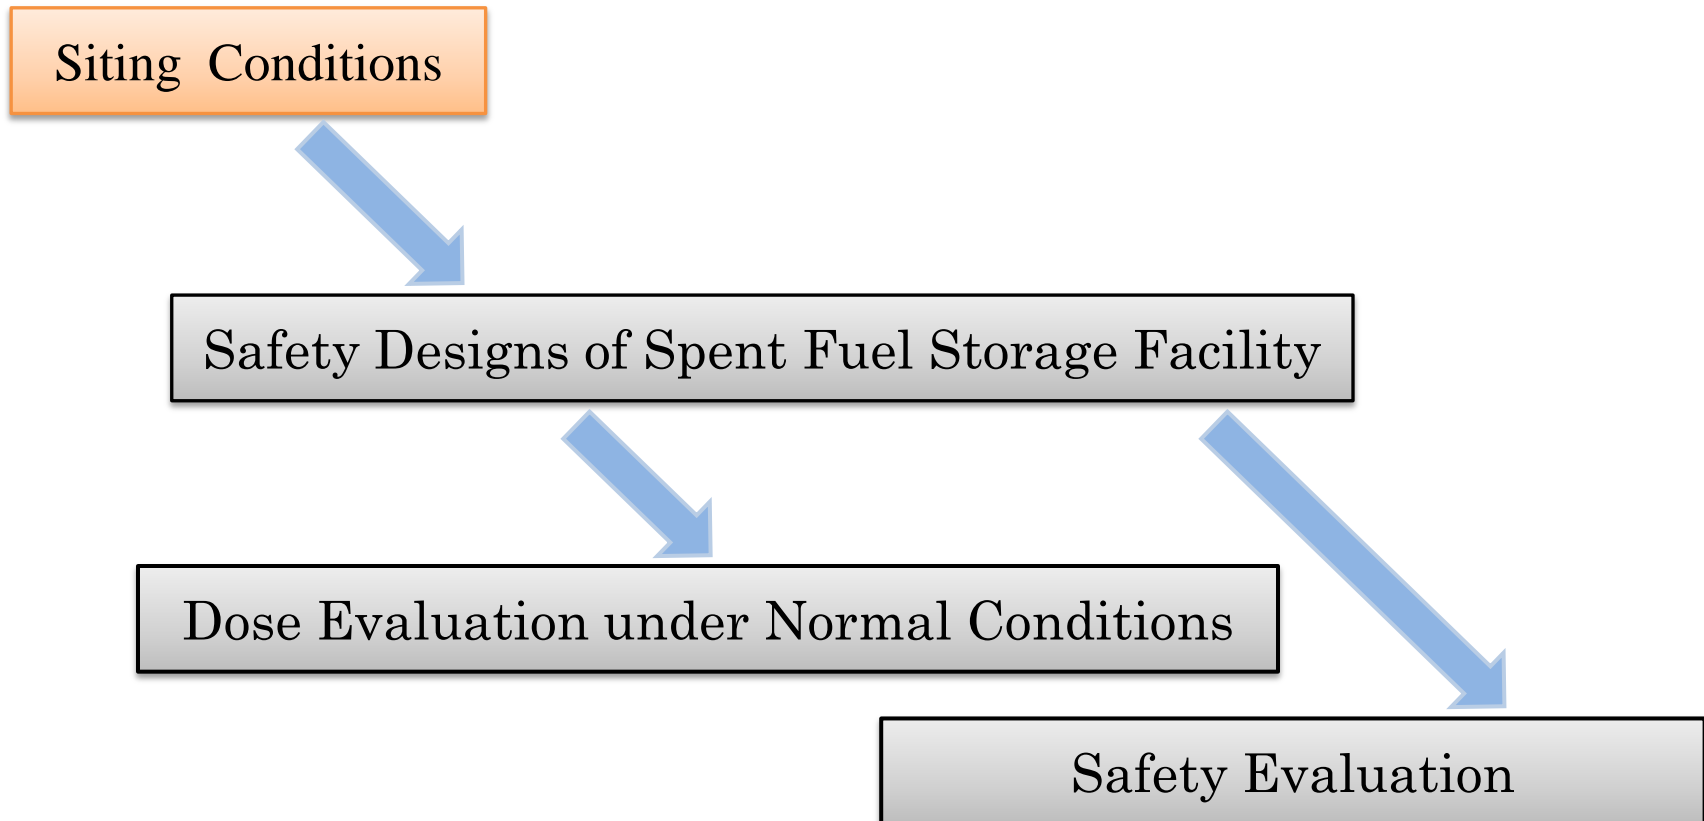 Siting Conditions
Safety Designs of Spent Fuel Storage Facility
Dose Evaluation under Normal Conditions
Safety Evaluation